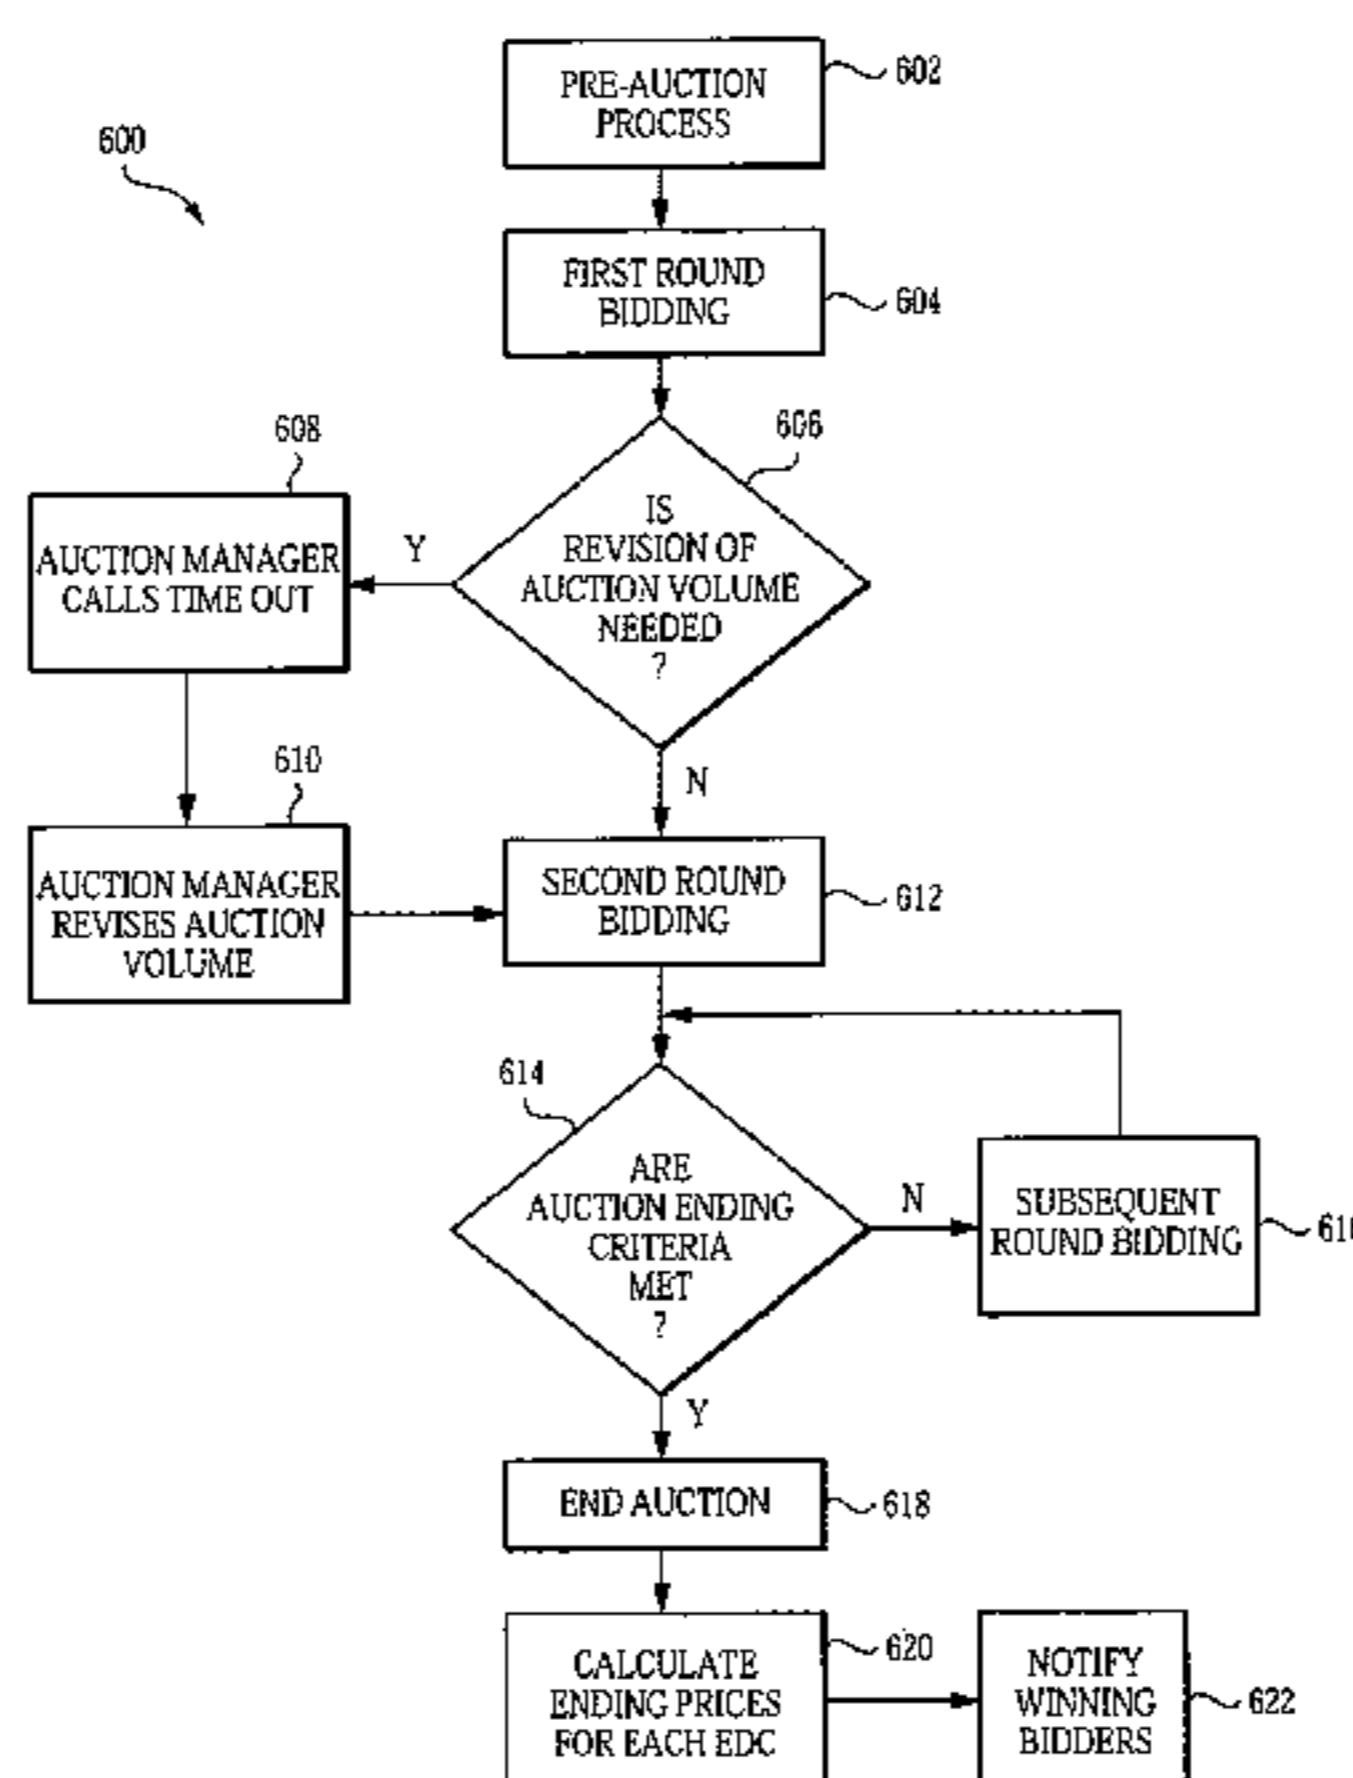 PRE-AUCTION
PROCESS
602
600
FIRST ROUND
BIDDING
604
606
IS
REVISION OF
AUCTION VOLUME
NEEDED
?
Y
608
AUCTION MANAGER
CALLS TIME OUT
N
610
AUCTION MANAGER
REVISES AUCTION
VOLUME
SECOND ROUND
BIDDING
612
614
ARE
AUCTION ENDING
CRITERIA
MET
?
N
SUBSEQUENT
ROUND BIDDING
Y
END AUCTION
618
CALCULATE
ENDING PRICES
FOR EACH EDC
620
NOTIFY
WINNING
BIDDERS
622